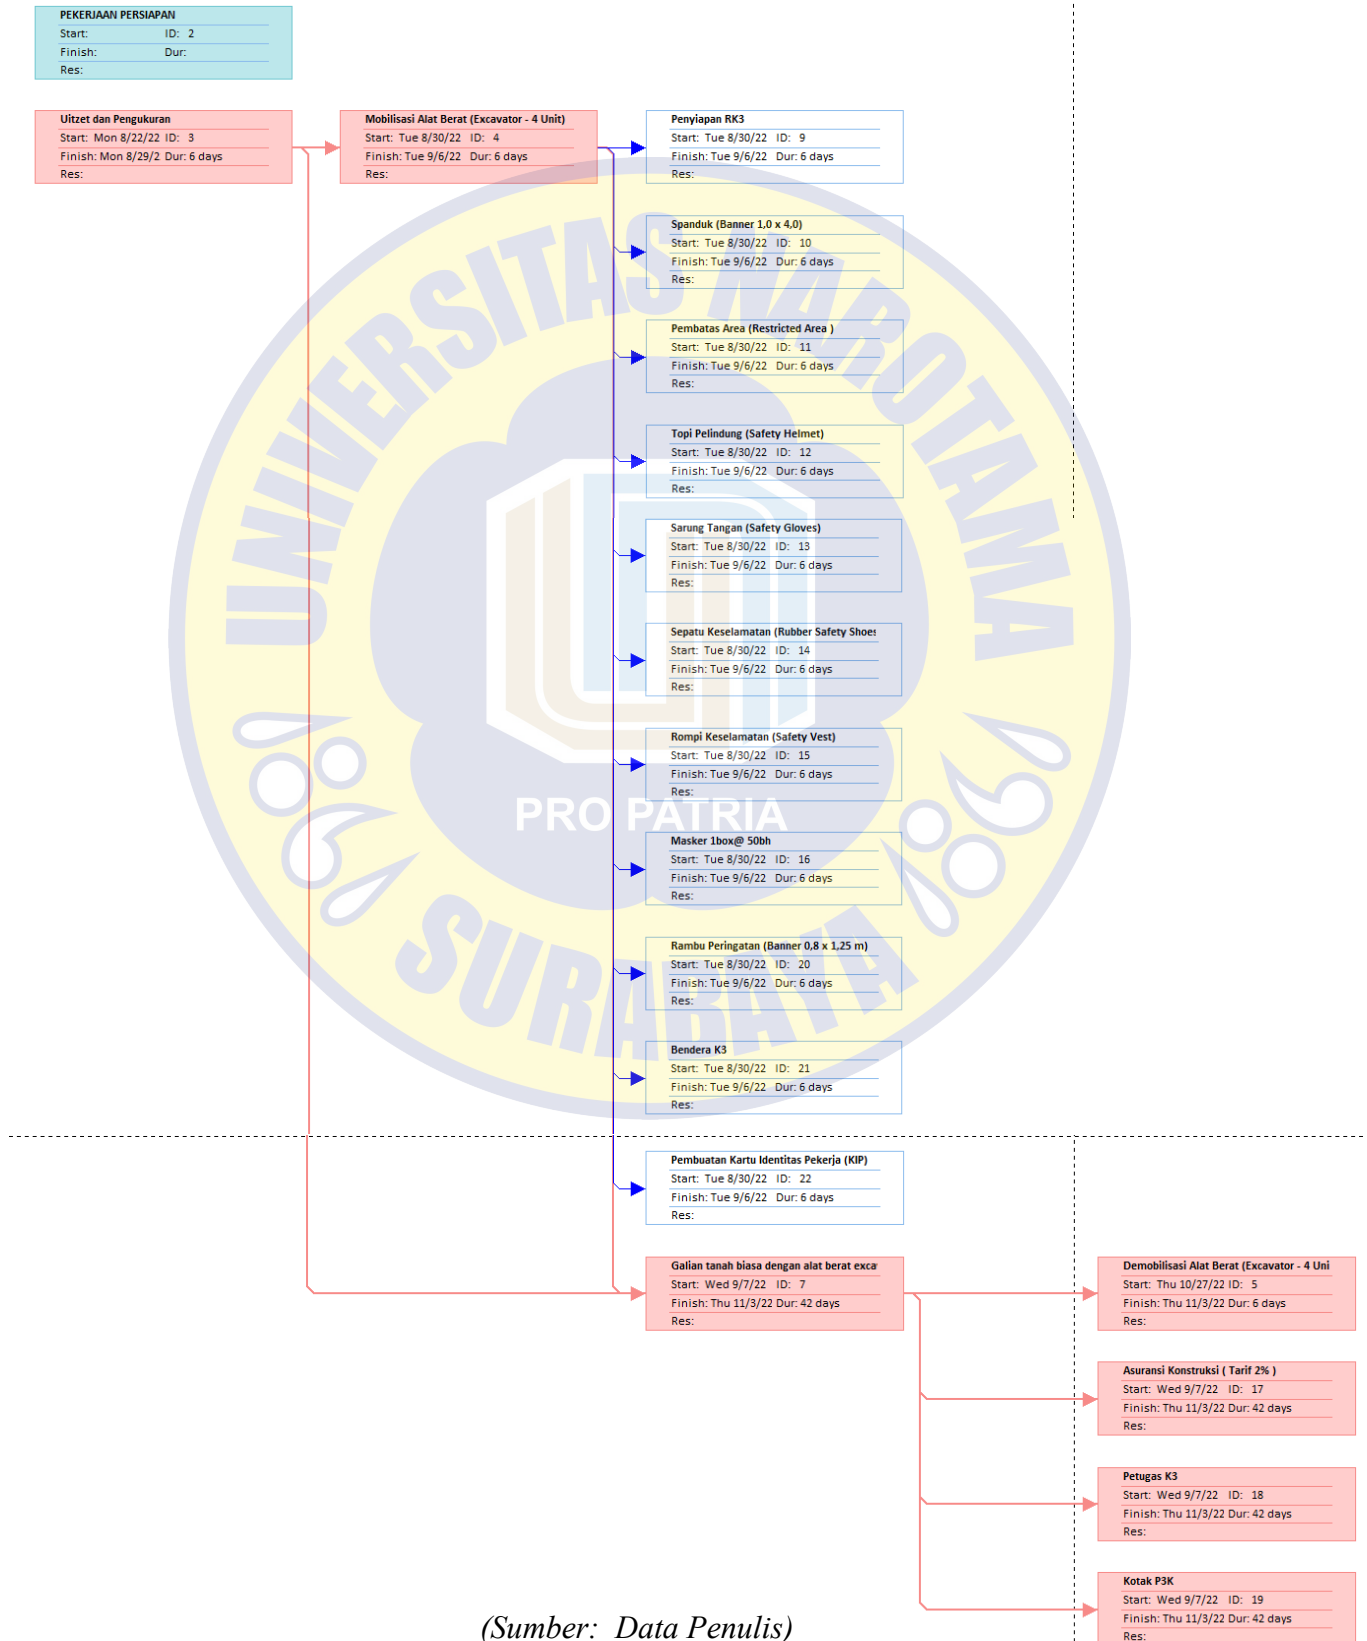 PEKERJAAN PERSIAPAN
Start: ID: 2
Finish: Dur:
Res:
Uitzet dan Pengukuran
Start: Mon 8/22/22 ID: 3
Finish: Mon 8/29/2 Dur: 6 days
Res:
Mobilisasi Alat Berat (Excavator - 4 Unit)
Start: Tue 8/30/22 ID: 4
Finish: Tue 9/6/22 Dur: 6 days
Res:
Penyiapan RK3
Start: Tue 8/30/22 ID: 9
Finish: Tue 9/6/22 Dur: 6 days
Res:
Spanduk (Banner 1,0 x 4,0)
Start: Tue 8/30/22 ID: 10
Finish: Tue 9/6/22 Dur: 6 days
Res:
Pembatas Area (Restricted Area )
Start: Tue 8/30/22 ID: 11
Finish: Tue 9/6/22 Dur: 6 days
Res:
Topi Pelindung (Safety Helmet)
Start: Tue 8/30/22 ID: 12
Finish: Tue 9/6/22 Dur: 6 days
Res:
Sarung Tangan (Safety Gloves)
Start: Tue 8/30/22 ID: 13
Finish: Tue 9/6/22 Dur: 6 days
Res:
Sepatu Keselamatan (Rubber Safety Shoes
Start: Tue 8/30/22 ID: 14
Finish: Tue 9/6/22 Dur: 6 days
Res:
Rompi Keselamatan (Safety Vest)
Start: Tue 8/30/22 ID: 15
Finish: Tue 9/6/22 Dur: 6 days
Res:
Masker 1box@ 50bh
Start: Tue 8/30/22 ID: 16
Finish: Tue 9/6/22 Dur: 6 days
Res:
Rambu Peringatan (Banner 0,8 x 1,25 m)
Start: Tue 8/30/22 ID: 20
Finish: Tue 9/6/22 Dur: 6 days
Res:
Bendera K3
Start: Tue 8/30/22 ID: 21
Finish: Tue 9/6/22 Dur: 6 days
Res:
Pembuatan Kartu Identitas Pekerja (KIP)
Start: Tue 8/30/22 ID: 22
Finish: Tue 9/6/22 Dur: 6 days
Res:
Galian tanah biasa dengan alat berat exca
Start: Wed 9/7/22 ID: 7
Finish: Thu 11/3/22 Dur: 42 days
Res:
Demobilisasi Alat Berat (Excavator - 4 Uni
Start: Thu 10/27/22 ID: 5
Finish: Thu 11/3/22 Dur: 6 days
Res:
Asuransi Konstruksi ( Tarif 2% )
Start: Wed 9/7/22 ID: 17
Finish: Thu 11/3/22 Dur: 42 days
Res:
Petugas K3
Start: Wed 9/7/22 ID: 18
Finish: Thu 11/3/22 Dur: 42 days
Res:
Kotak P3K
Start: Wed 9/7/22 ID: 19
Finish: Thu 11/3/22 Dur: 42 days
Res:
UNIVERSITAS NAROTAMA
PRO PATRIA
SURABAYA
(Sumber: Data Penulis)